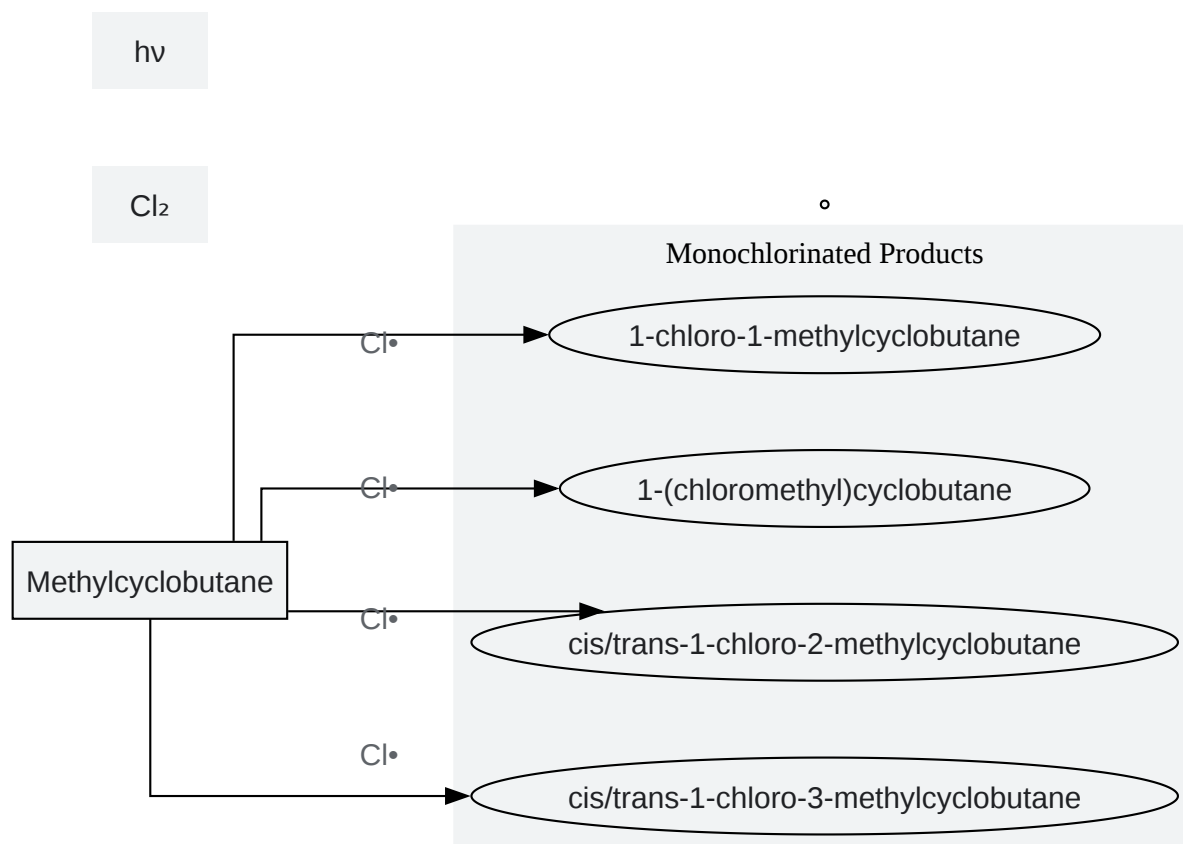 hν
Cl₂
Monochlorinated Products
Cl•
1-chloro-1-methylcyclobutane
Cl•
1-(chloromethyl)cyclobutane
Methylcyclobutane
Cl•
cis/trans-1-chloro-2-methylcyclobutane
Cl•
cis/trans-1-chloro-3-methylcyclobutane